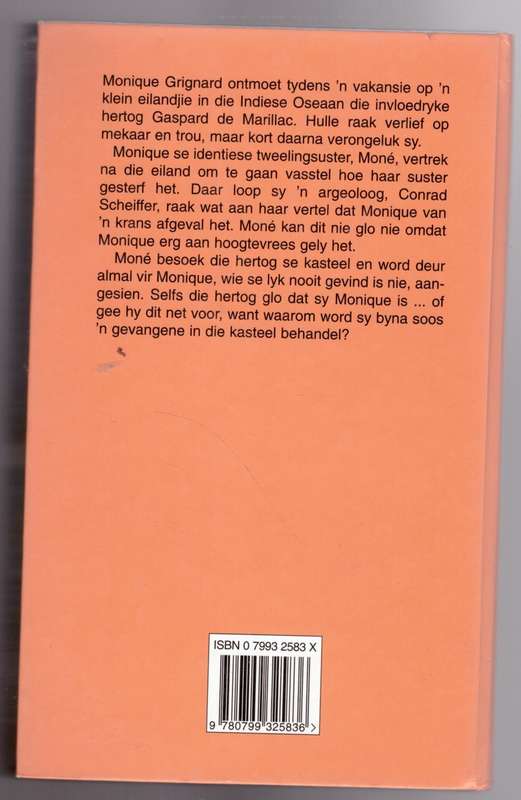 Monique Grignard ontmoet tydens 'n vakansie op 'n
klein eilandjie in die Indiese Oseaan die invloedryke
hertog Gaspard de Marillac. Hulle raak verlief op
mekaar en trou, maar kort daarna verongeluk sy.
Monique se identiese tweelingsuster, Moné, vertrek
na die eiland om te gaan vasstel hoe haar suster
gesterf het. Daar loop sy 'n argeoloog, Conrad
Scheiffer, raak wat aan haar vertel dat Monique van
'n krans afgeval het. Moné kan dit nie glo nie omdat
Monique erg aan hoogtevrees gely het.
Moné besoek die hertog se kasteel en word deur
almal vir Monique, wie se lyk nooit gevind is nie, aan-
gesien. Selfs die hertog glo dat sy Monique is ... of
gee hy dit net voor, want waarom word sy byna soos
'n gevangene in die kasteel behandel?
ISBN 0 7993 2583 X
9 780799 325836 >